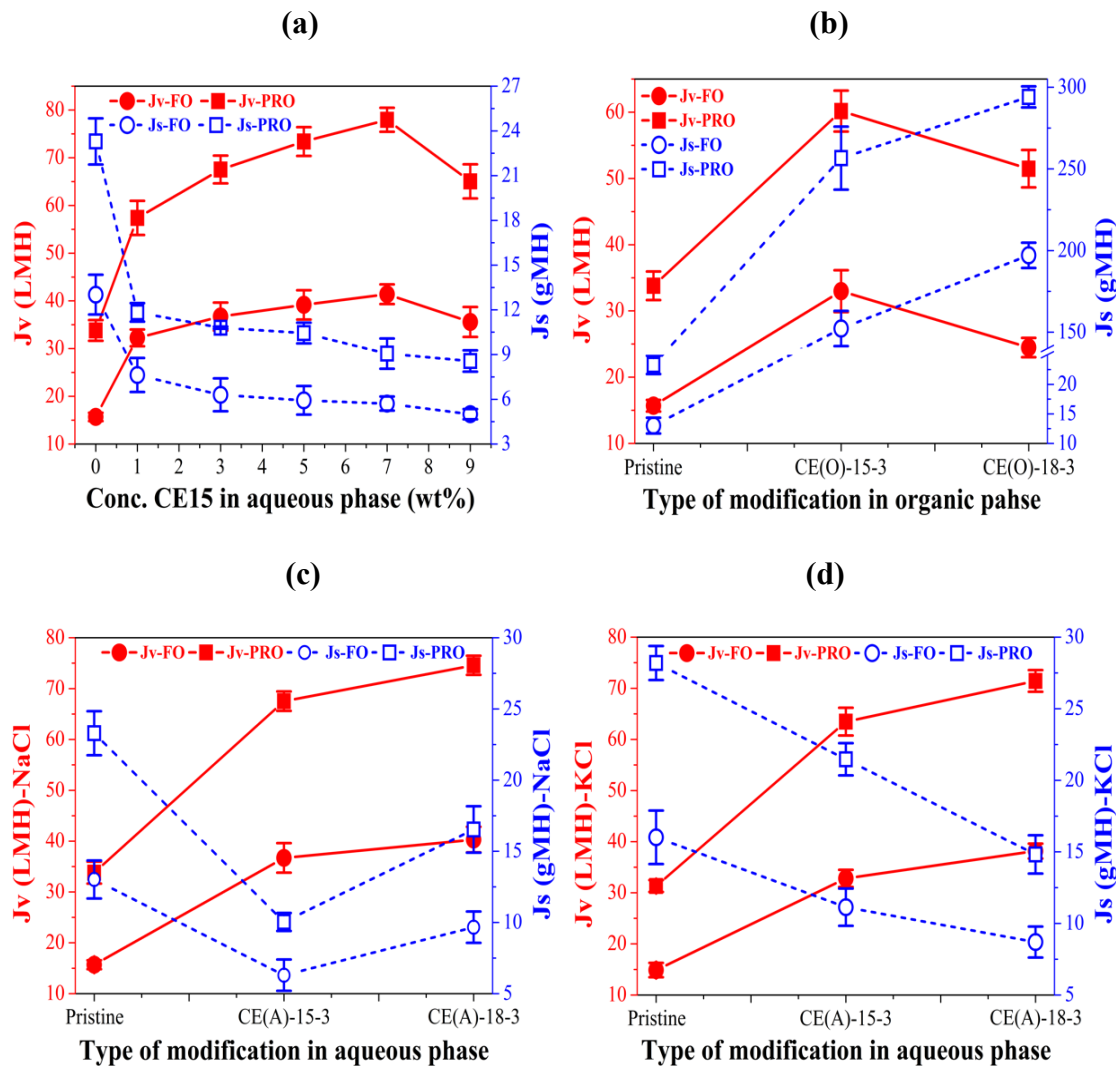 (a)
Jv-FO Jv-PRO
Js-FO Js-PRO
Jv (LMH)
80
70
60
50
40
30
20
10
Js (gMH)
27
24
21
18
15
12
9
6
3
0 1 2 3 4 5 6 7 8 9
Conc. CE15 in aqueous phase (wt%)
(b)
Jv-FO
Jv-PRO
Js-FO
Js-PRO
Jv (LMH)
60
50
40
30
20
10
Js (gMH)
300
250
200
150
20
15
10
Pristine CE(O)-15-3 CE(O)-18-3
Type of modification in organic pahse
(c)
Jv-FO Jv-PRO Js-FO Js-PRO
Jv (LMH)-NaCl
80
70
60
50
40
30
20
10
Js (gMH)-NaCl
30
25
20
15
10
5
Pristine CE(A)-15-3 CE(A)-18-3
Type of modification in aqueous phase
(d)
Jv-FO Jv-PRO Js-FO Js-PRO
Jv (LMH)-KCl
80
70
60
50
40
30
20
10
Js (gMH)-KCl
30
25
20
15
10
5
Pristine CE(A)-15-3 CE(A)-18-3
Type of modification in aqueous phase